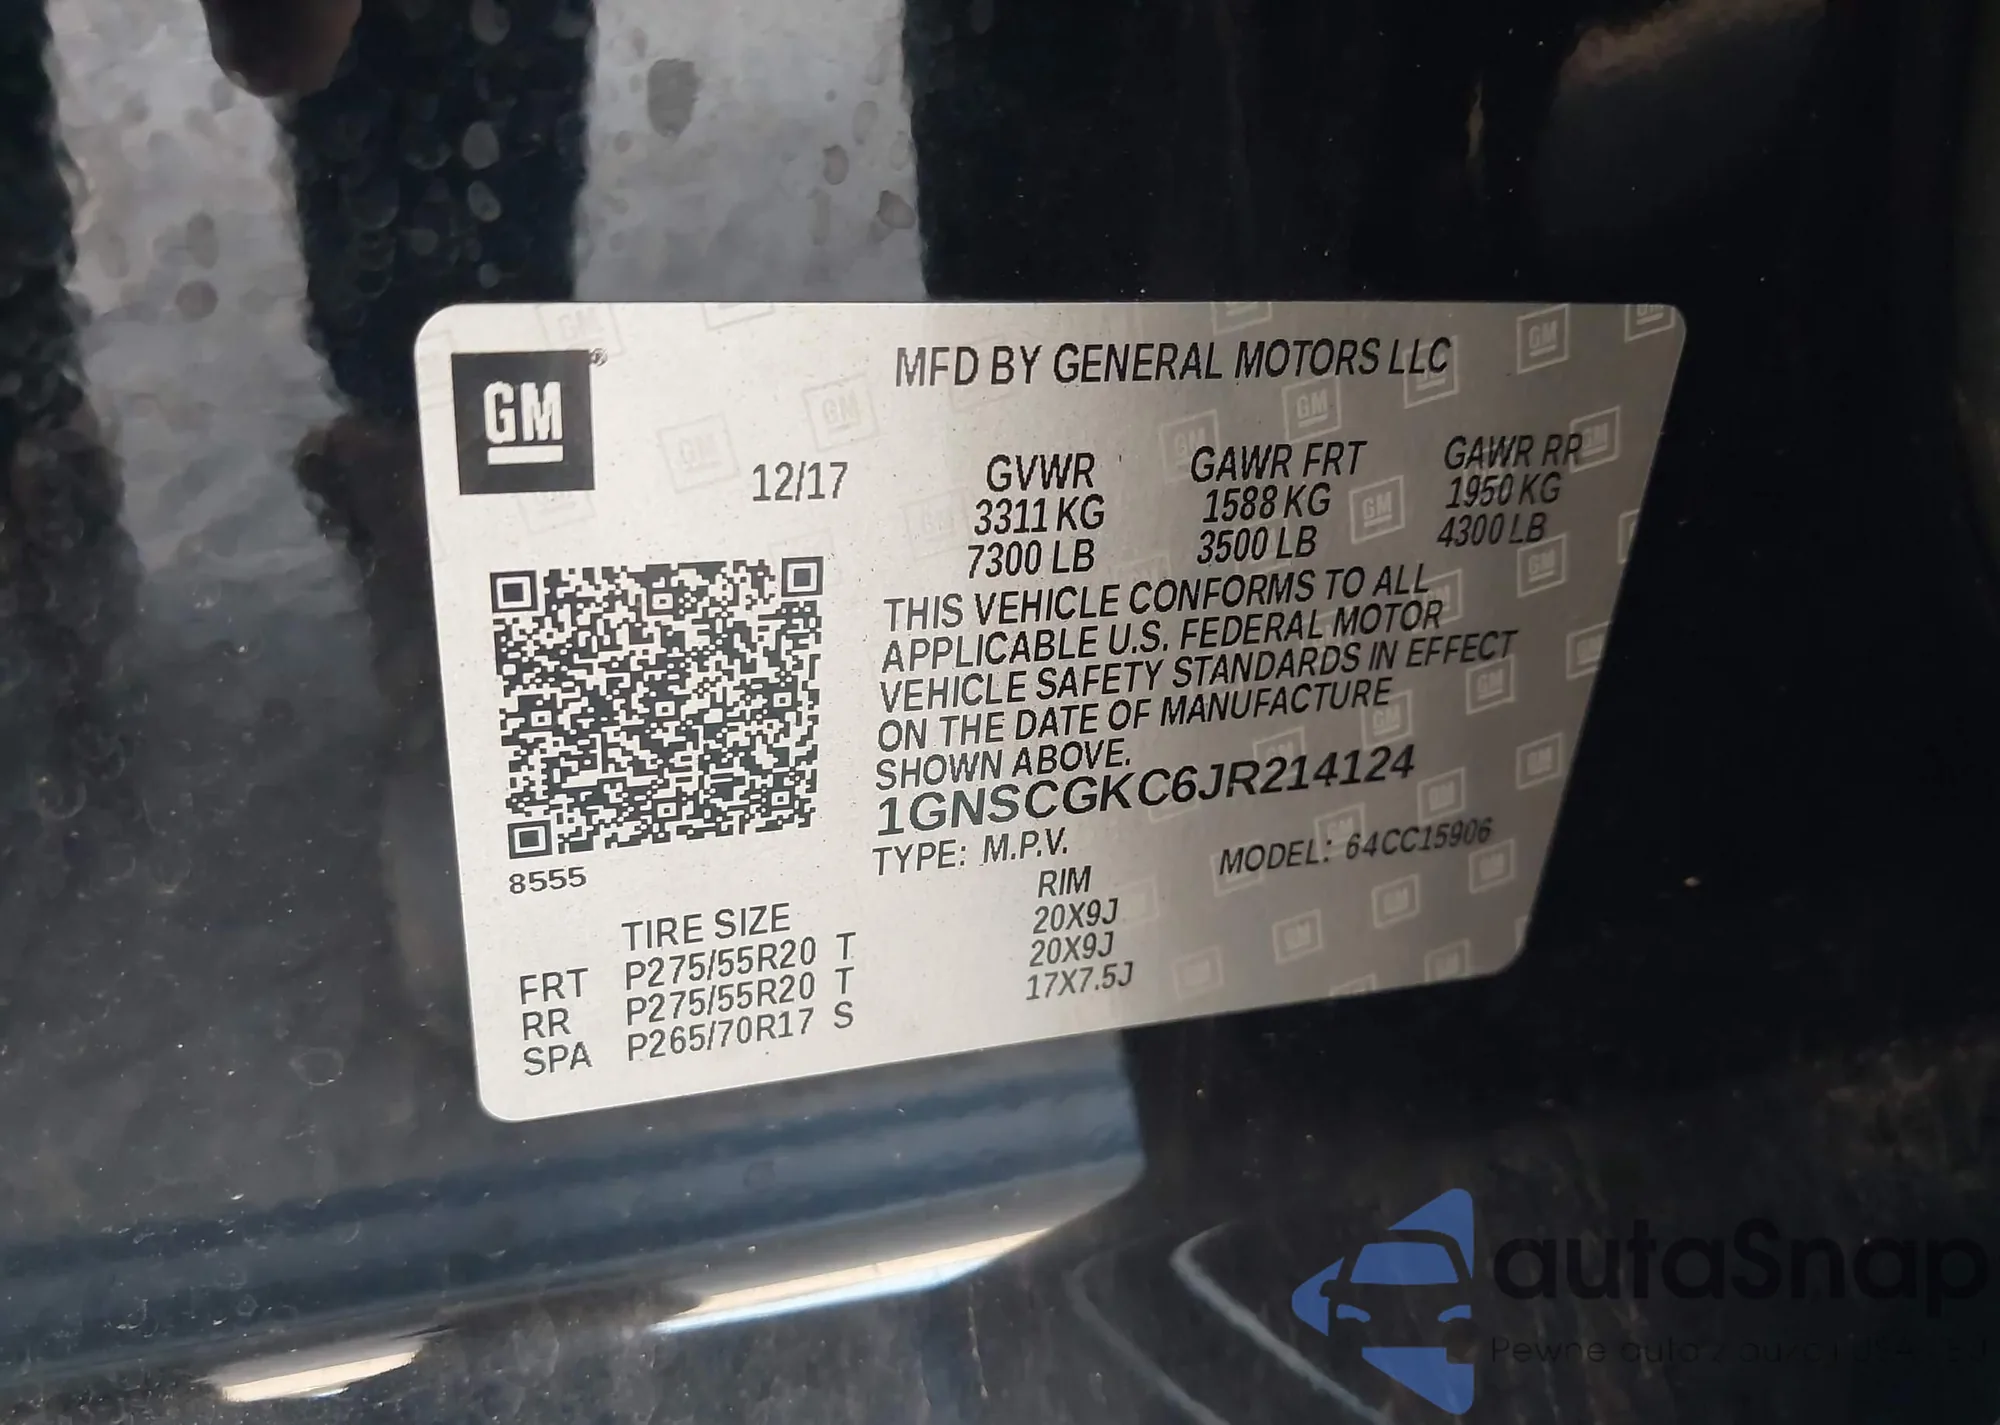 GM®
MFD BY GENERAL MOTORS LLC
12/17
GVWR GAWR FRT GAWR RR
3311 KG 1588 KG 1950 KG
7300 LB 3500 LB 4300 LB
THIS VEHICLE CONFORMS TO ALL
APPLICABLE U.S. FEDERAL MOTOR
VEHICLE SAFETY STANDARDS IN EFFECT
ON THE DATE OF MANUFACTURE
SHOWN ABOVE.
1GNSCGKC6JR214124
TYPE: M.P.V. MODEL: 64CC15906
8555
TIRE SIZE RIM
FRT P275/55R20 T 20X9J
RR P275/55R20 T 20X9J
SPA P265/70R17 S 17X7.5J
autaSnap
Pewne auto z